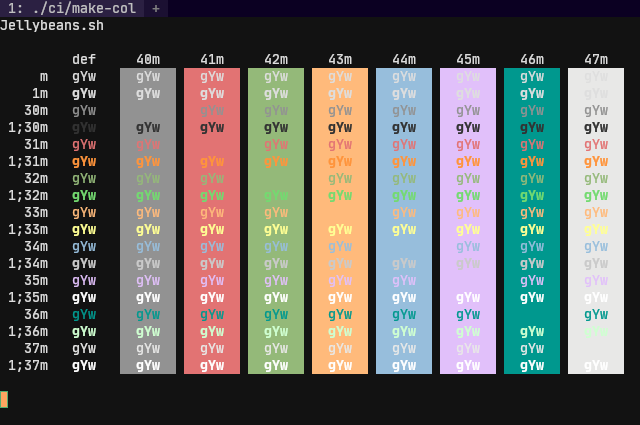 1: ./ci/make-col +
Jellybeans.sh
def 40m 41m 42m 43m 44m 45m 46m 47m
m gYw gYw gYw gYw gYw gYw gYw gYw gYw
1m gYw gYw gYw gYw gYw gYw gYw gYw gYw
30m gYw gYw gYw gYw gYw gYw gYw gYw
1;30m gYw gYw gYw gYw gYw gYw gYw gYw gYw
31m gYw gYw gYw gYw gYw gYw gYw gYw
1;31m gYw gYw gYw gYw gYw gYw gYw gYw gYw
32m gYw gYw gYw gYw gYw gYw gYw gYw
1;32m gYw gYw gYw gYw gYw gYw gYw gYw gYw
33m gYw gYw gYw gYw gYw gYw gYw gYw
1;33m gYw gYw gYw gYw gYw gYw gYw gYw gYw
34m gYw gYw gYw gYw gYw gYw gYw gYw
1;34m gYw gYw gYw gYw gYw gYw gYw gYw gYw
35m gYw gYw gYw gYw gYw gYw gYw gYw
1;35m gYw gYw gYw gYw gYw gYw gYw gYw gYw
36m gYw gYw gYw gYw gYw gYw gYw gYw
1;36m gYw gYw gYw gYw gYw gYw gYw gYw gYw
37m gYw gYw gYw gYw gYw gYw gYw gYw
1;37m gYw gYw gYw gYw gYw gYw gYw gYw gYw